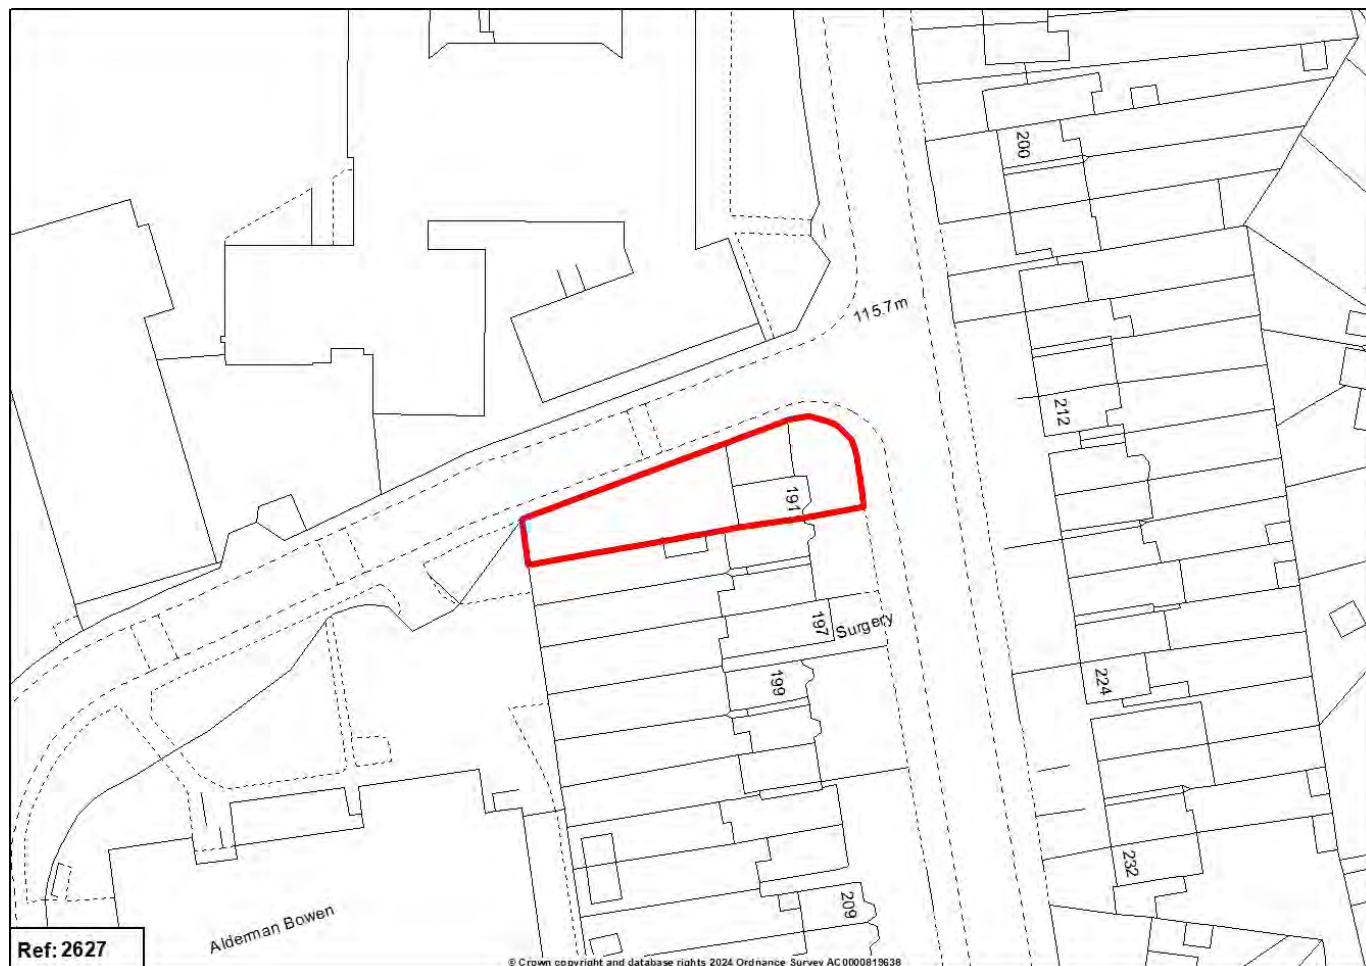 200
115.7m
212
191
197
Surgery
199
224
232
209
Alderman Bowen
Ref: 2627
© Crown copyright and database rights 2024 Ordnance Survey AC0000819638